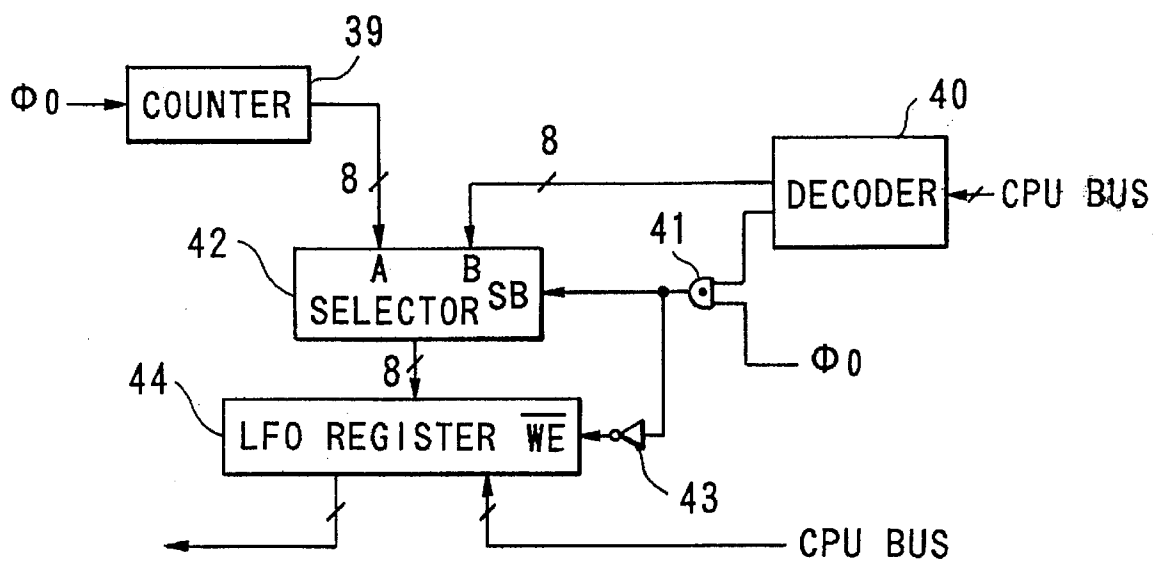 39
Φ0
COUNTER
40
8
8
DECODER
CPU BUS
41
42
A
B
SB
SELECTOR
Φ0
8
44
LFO REGISTER
WE
43
CPU BUS